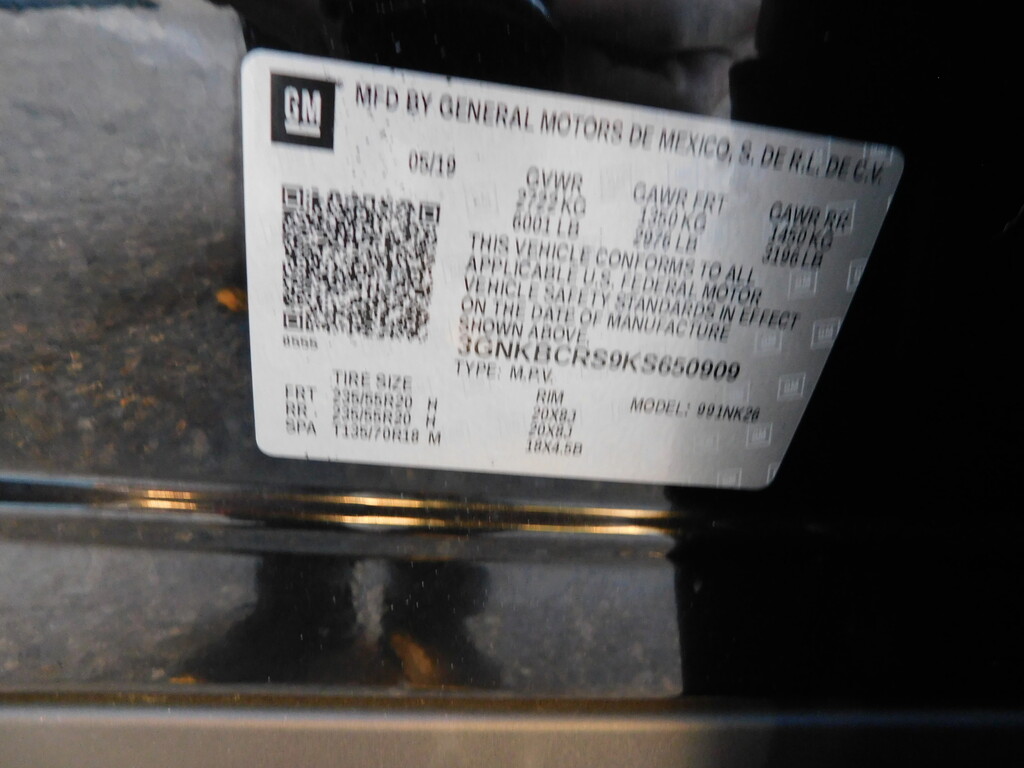 GM MFD BY GENERAL MOTORS DE MEXICO, S. DE R.L. DE C.V.
05/19
GVWR GAWR FRT GAWR RR
2722 KG 1350 KG 1450 KG
6001 LB 2976 LB 3196 LB
THIS VEHICLE CONFORMS TO ALL
APPLICABLE U.S. FEDERAL MOTOR
VEHICLE SAFETY STANDARDS IN EFFECT
ON THE DATE OF MANUFACTURE
SHOWN ABOVE.
3GNKBCRS9KS650909
TYPE: M.P.V. MODEL: 991NK26
TIRE SIZE RIM
FRT 235/55R20 H 20X8J
RR - 235/55R20 H 20X8J
SPA T135/70R18 M 18X4.5B